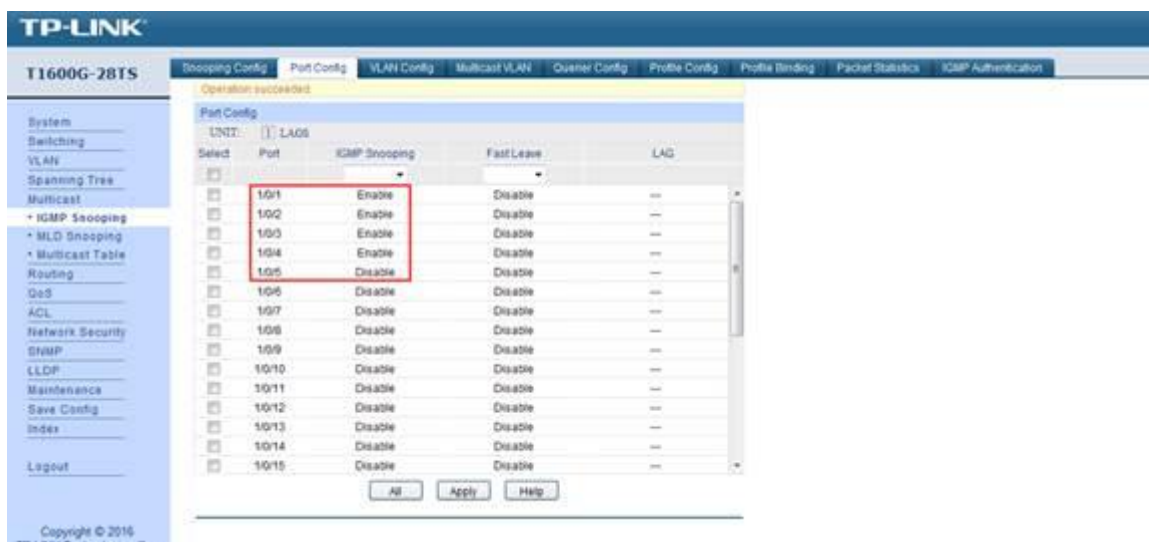 TP-LINK
T1600G-28TS
Snooping Config Port Config VLAN Config Multicast VLAN Querier Config Profile Config Profile Binding Packet Statistics IGMP Authentication
Operation succeeded.
System
Switching
VLAN
Spanning Tree
Multicast
• IGMP Snooping
• MLD Snooping
• Multicast Table
Routing
QoS
ACL
Network Security
SNMP
LLDP
Maintenance
Save Config
Index
Logout
Copyright © 2016
Port Config
UNIT: 1 LAGS
Select Port IGMP Snooping Fast Leave LAG
1/0/1 Enable Disable ---
1/0/2 Enable Disable ---
1/0/3 Enable Disable ---
1/0/4 Enable Disable ---
1/0/5 Disable Disable ---
1/0/6 Disable Disable ---
1/0/7 Disable Disable ---
1/0/8 Disable Disable ---
1/0/9 Disable Disable ---
1/0/10 Disable Disable ---
1/0/11 Disable Disable ---
1/0/12 Disable Disable ---
1/0/13 Disable Disable ---
1/0/14 Disable Disable ---
1/0/15 Disable Disable ---
All Apply Help